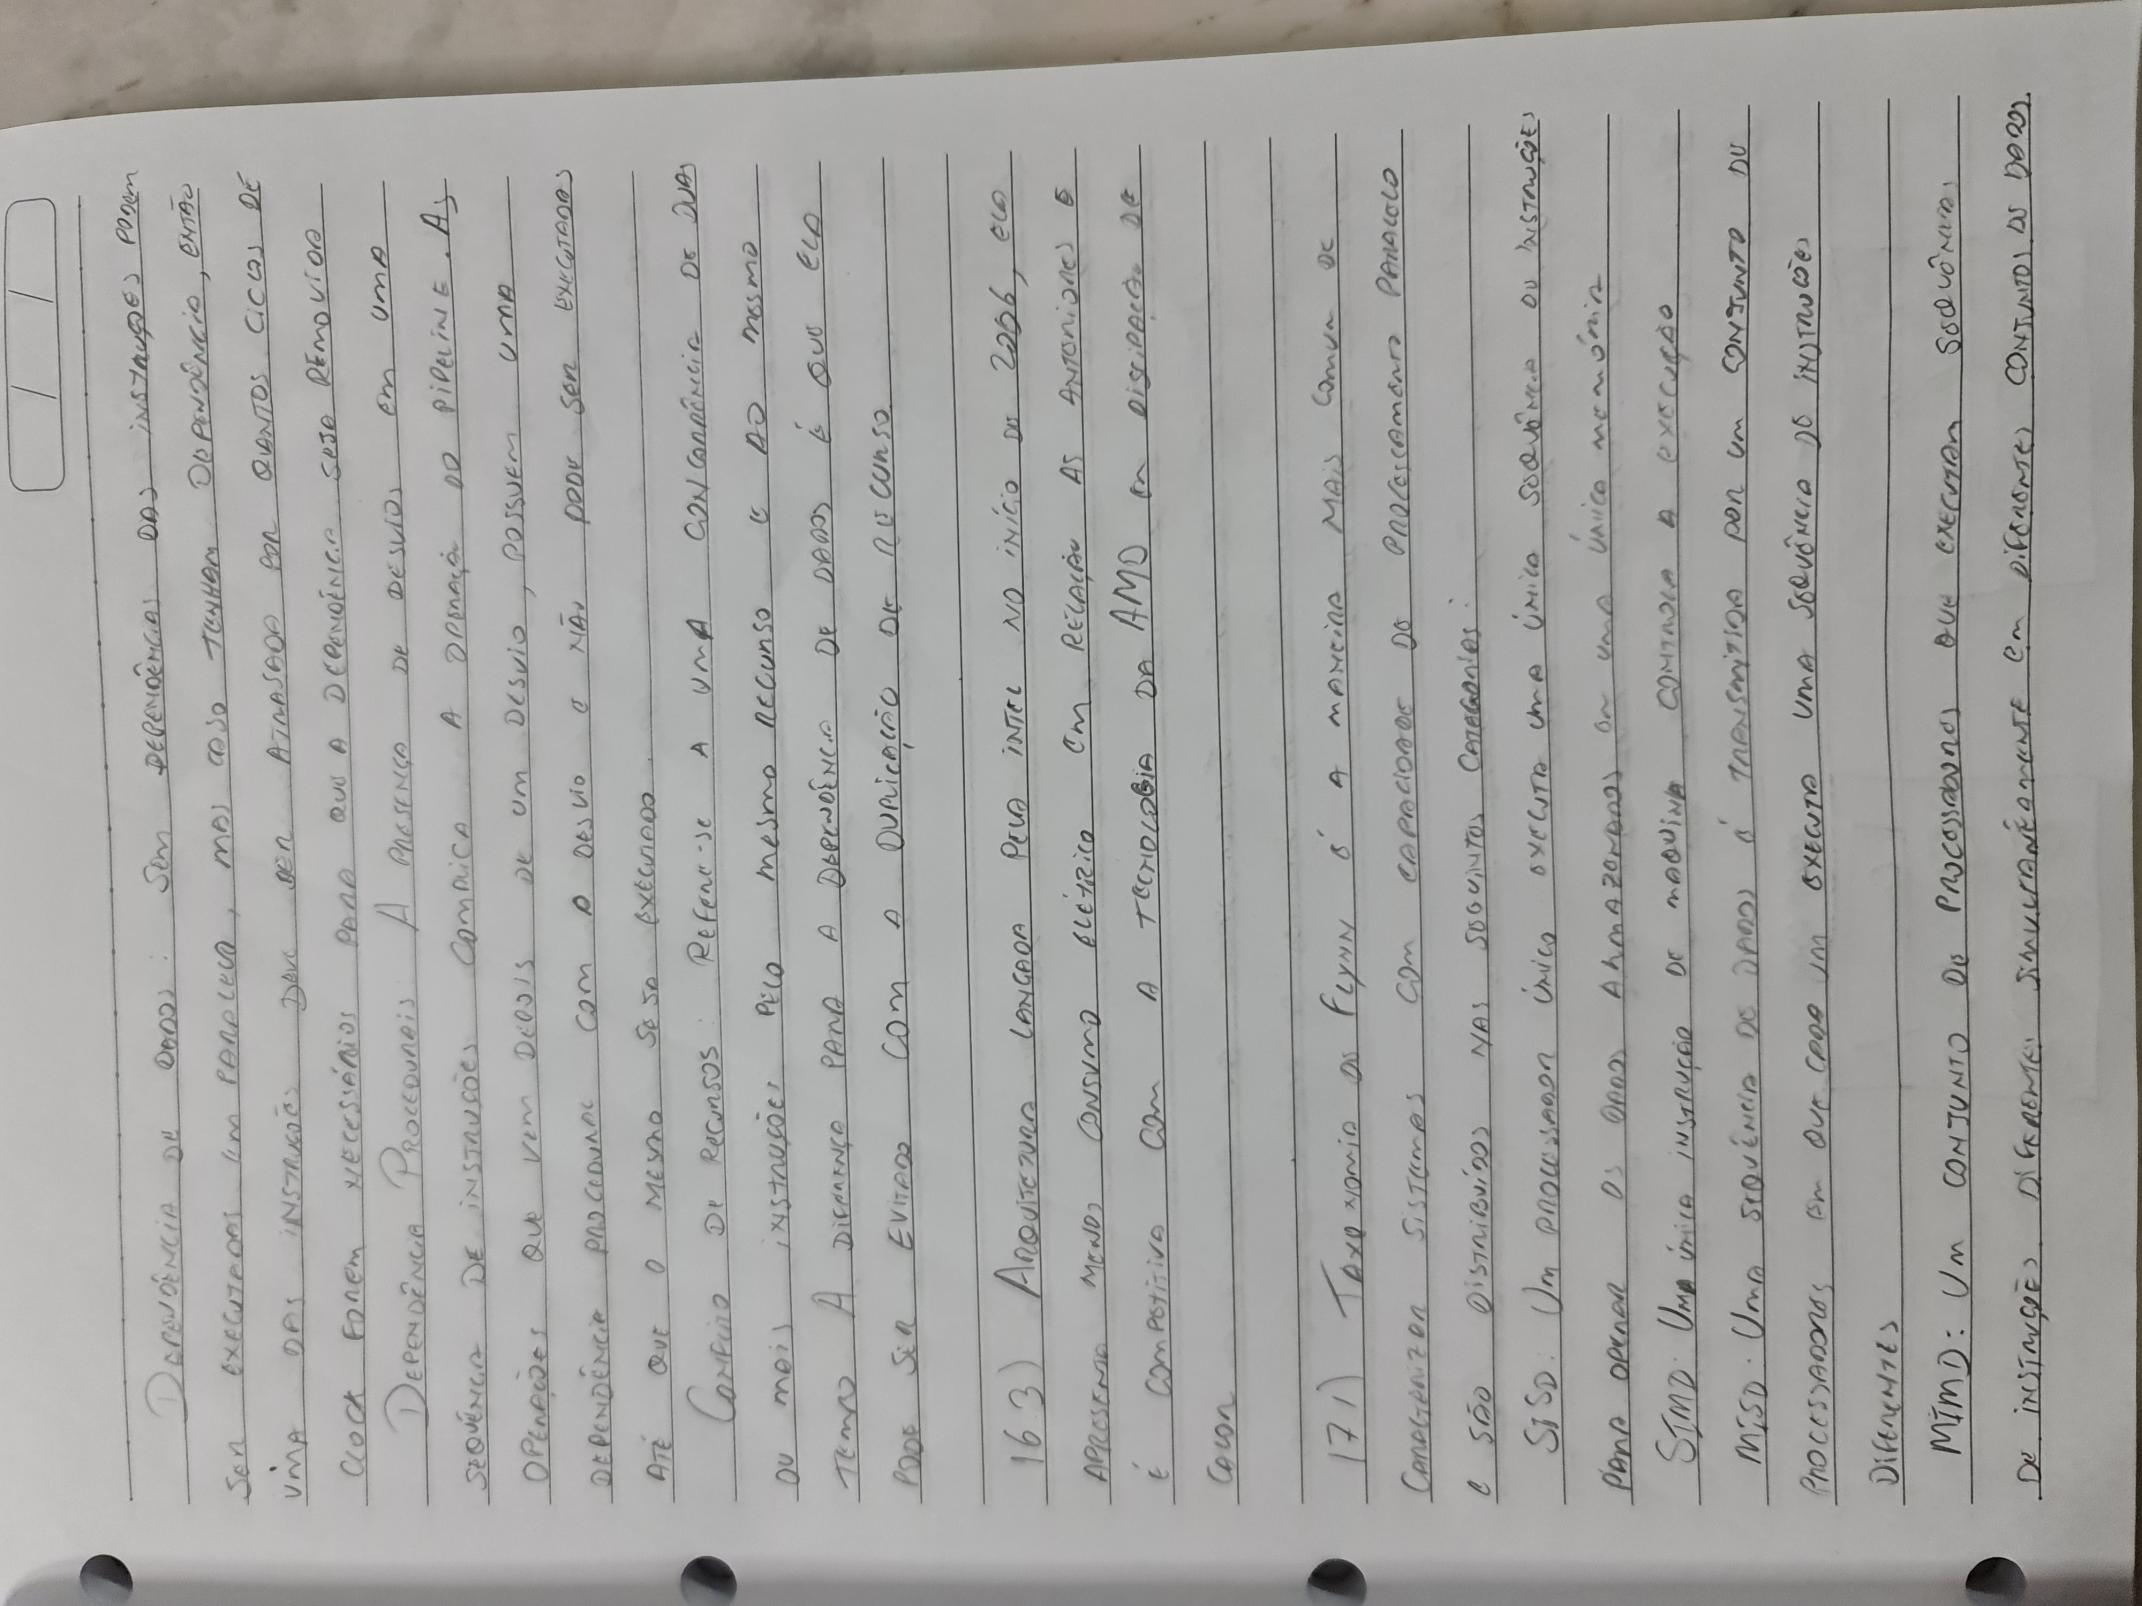 Dependência de dados: Sem dependências das instruções podem
ser executadas em paralelo, mas caso tenham dependência, então
uma das instruções deve ser atrasada por quantos ciclos de
clock forem necessários para que a dependência seja removida
Dependência Procedurais: A presença de desvios em uma
sequência de instruções complica a operação do pipeline. As
operações que vem depois de um desvio, possuem uma
dependência procedural com o desvio e não pode ser executadas
até que o mesmo seja executado.
Conflito de recursos: Refere-se a uma concorrência de duas
ou mais instruções pelo mesmo recurso e ao mesmo
tempo A diferença para a dependência de dados é que ela
pode ser evitado com a duplicação de recurso.
16.3) Arquitetura lançada pela Intel no início de 2006, ela
apresenta menos consumo elétrico em relação as anteriores e
é competitiva com a tecnologia da AMD em dissipação de
calor
17.1) Taxonomia de Flynn é a maneira mais comum de
caracterizar sistemas com capacidade de processamento paralelo
e são distribuídos nas seguintes categorias:
SISD: Um processador único executa uma única sequência de instruções
para operar os dados armazenados em uma única memória
SIMD: Uma única instrução de máquina controla a execução
MISD: Uma sequência de dados é transmitida por um conjunto de
processadores em que cada um executa uma sequência de instruções
diferentes
MIMD: Um conjunto de processadores que executam sequências
de instruções diferentes simultanêamente em diferentes conjuntos de dados.